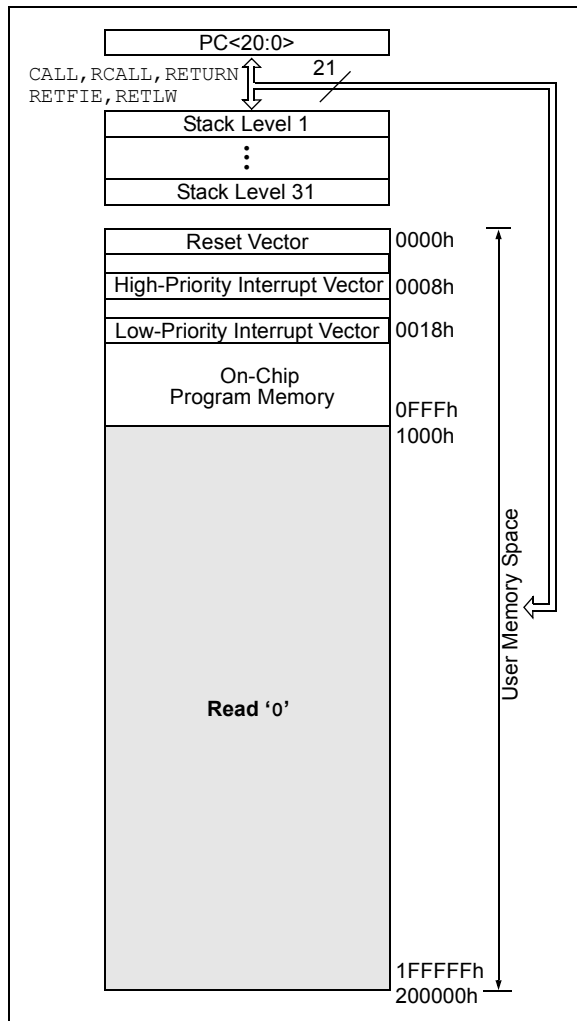 PC<20:0>
CALL,RCALL,RETURN
RETFIE,RETLW
21
Stack Level 1
Stack Level 31
Reset Vector
0000h
High-Priority Interrupt Vector
0008h
Low-Priority Interrupt Vector
0018h
On-Chip
Program Memory
0FFFh
1000h
User Memory Space
Read ‘0’
1FFFFFh
200000h